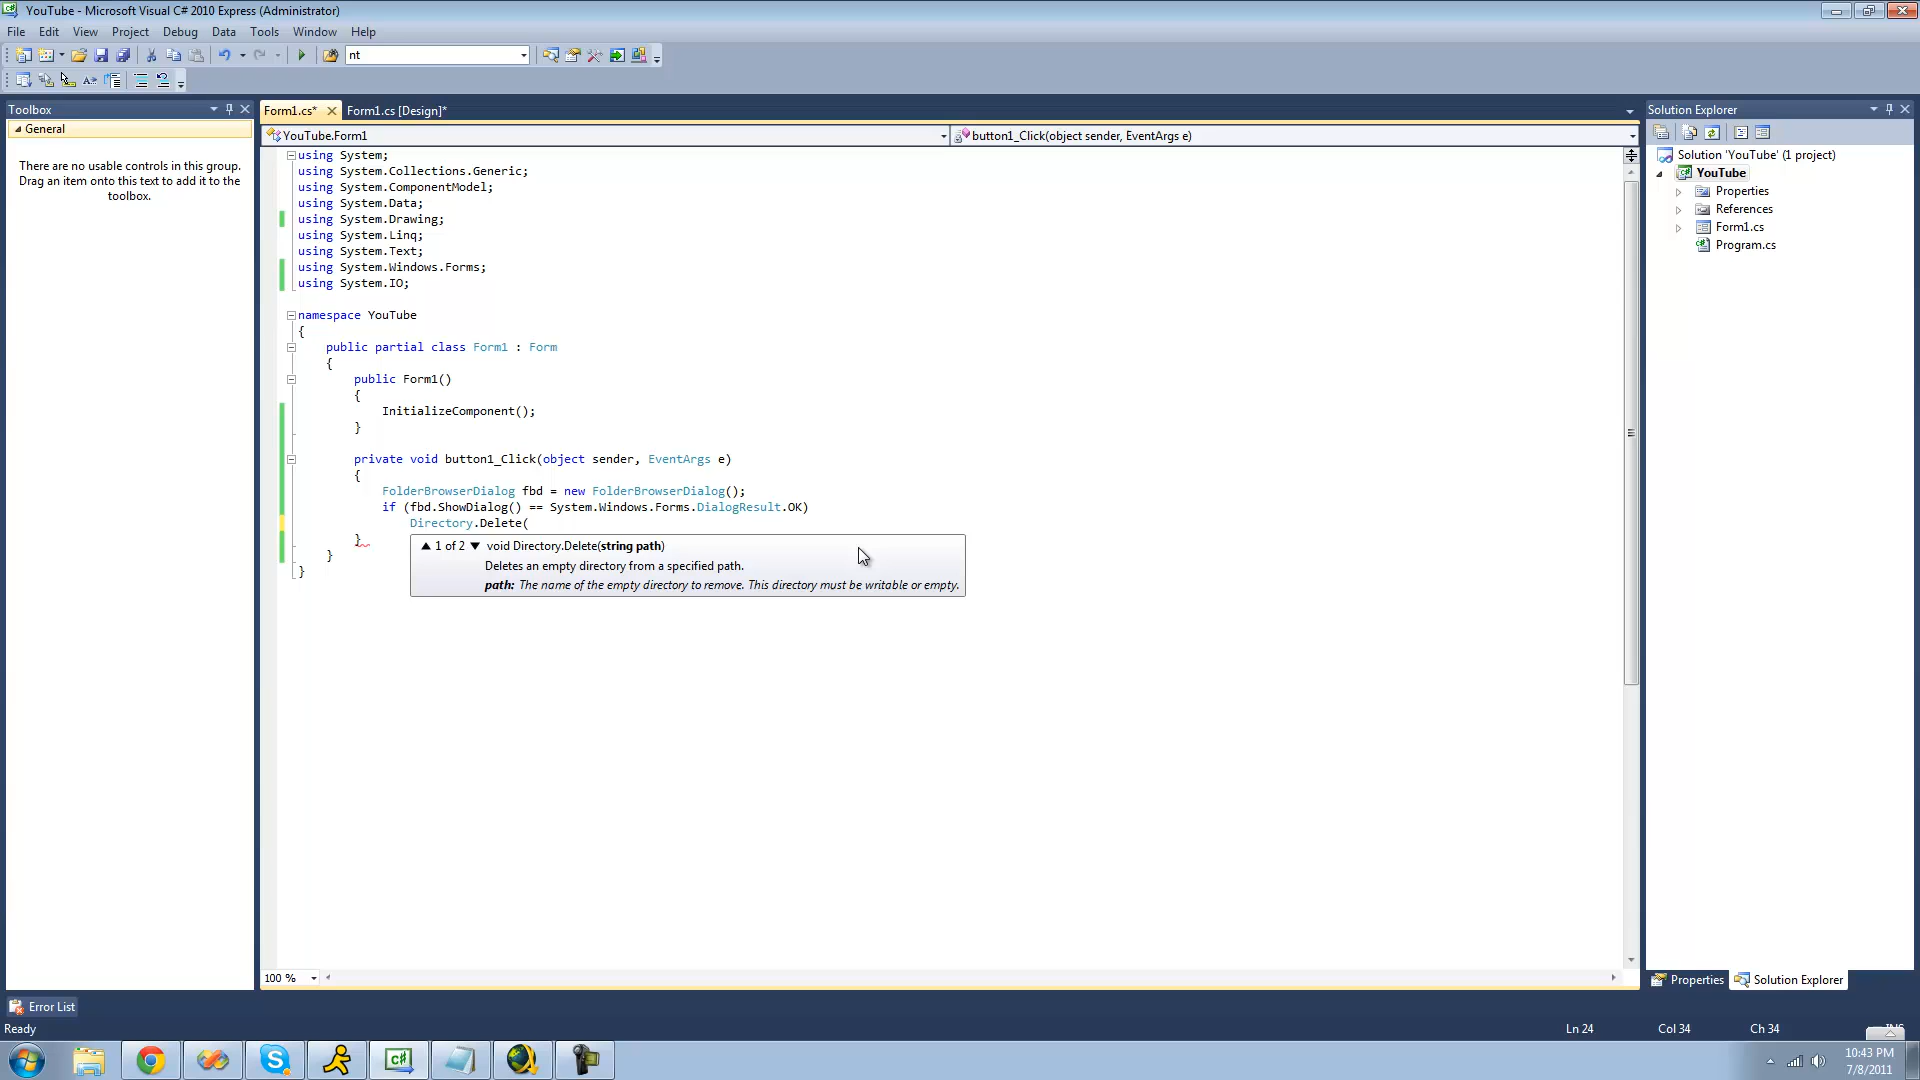 YouTube - Microsoft Visual C# 2010 Express (Administrator)
File Edit View Project Debug Data Tools Window Help
nt
Toolbox
General
There are no usable controls in this group. Drag an item onto this text to add it to the toolbox.
Form1.cs* Form1.cs [Design]*
YouTube.Form1 button1_Click(object sender, EventArgs e)
using System;
using System.Collections.Generic;
using System.ComponentModel;
using System.Data;
using System.Drawing;
using System.Linq;
using System.Text;
using System.Windows.Forms;
using System.IO;
namespace YouTube
{
public partial class Form1 : Form
{
public Form1()
{
InitializeComponent();
}
private void button1_Click(object sender, EventArgs e)
{
FolderBrowserDialog fbd = new FolderBrowserDialog();
if (fbd.ShowDialog() == System.Windows.Forms.DialogResult.OK)
Directory.Delete(
}
}
}
▲ 1 of 2 ▼ void Directory.Delete(string path)
Deletes an empty directory from a specified path.
path: The name of the empty directory to remove. This directory must be writable or empty.
100 %
Solution Explorer
Solution 'YouTube' (1 project)
YouTube
Properties
References
Form1.cs
Program.cs
Properties Solution Explorer
Error List
Ready Ln 24 Col 34 Ch 34
10:43 PM
7/8/2011